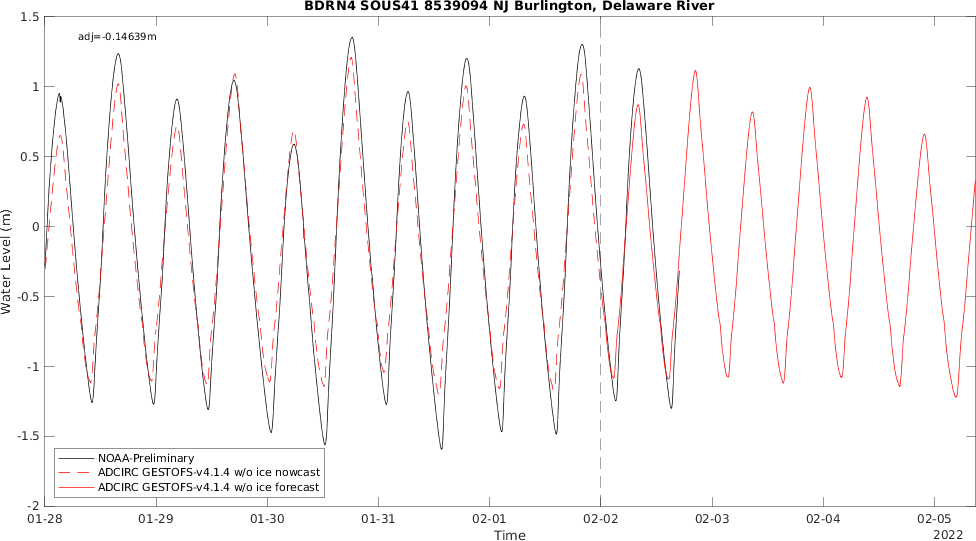 BDRN4 SOUS41 8539094 NJ Burlington, Delaware River
adj=-0.14639m
1.5
1
0.5
0
-0.5
-1
-1.5
-2
Water Level (m)
NOAA-Preliminary
ADCIRC GESTOFS-v4.1.4 w/o ice nowcast
ADCIRC GESTOFS-v4.1.4 w/o ice forecast
01-28 01-29 01-30 01-31 02-01 02-02 02-03 02-04 02-05
Time
2022